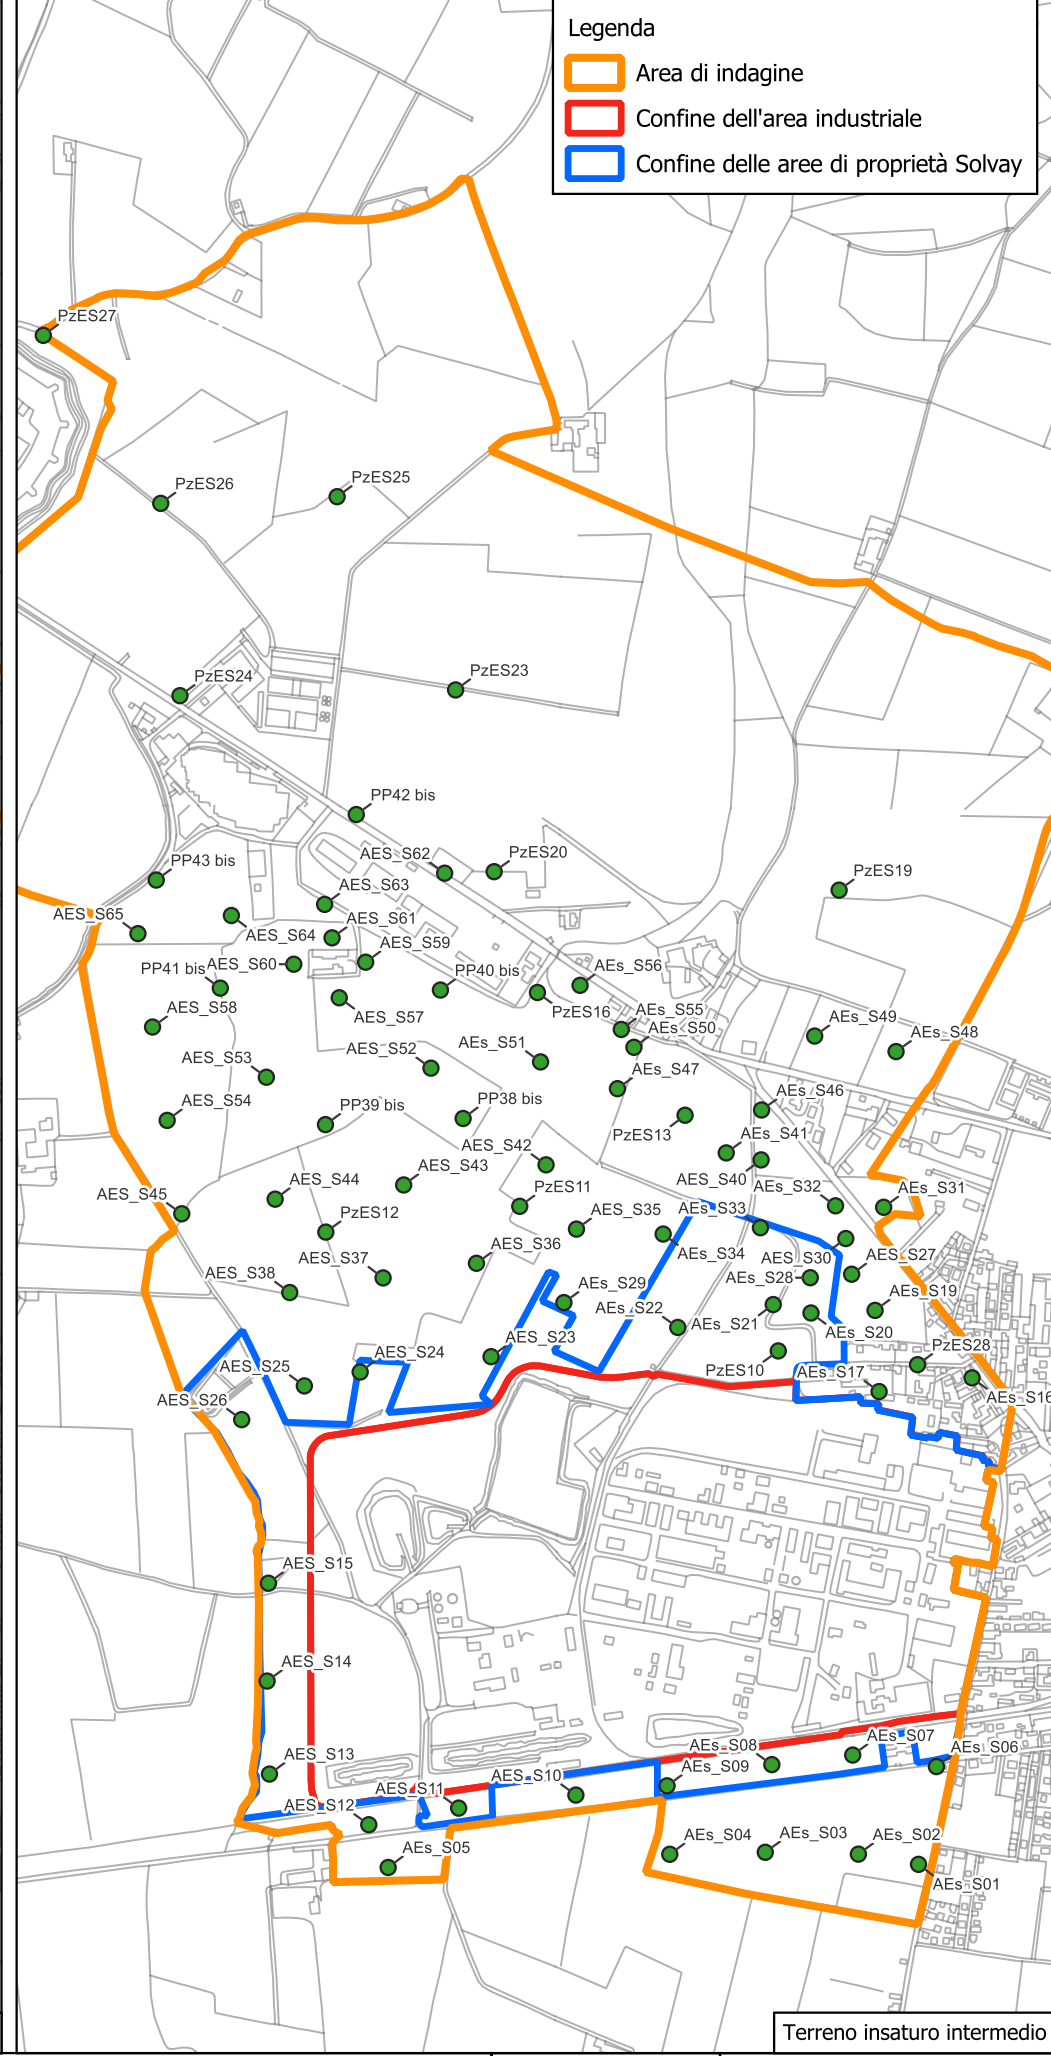 Legenda
Area di indagine
Confine dell'area industriale
Confine delle aree di proprietà Solvay
PzES27
PzES26
PzES25
PzES24
PzES23
PP42 bis
AES_S62
PzES20
PP43 bis
AES_S63
PzES19
AES_S65
AES_S61
AES_S64
AES_S59
PP41 bis
AES_S60
PP40 bis
AEs_S56
AES_S58
AES_S57
PzES16
AEs_S55
AEs_S50
AEs_S49
AEs_S48
AES_S53
AES_S52
AEs_S51
AEs_S47
AES_S54
PP39 bis
PP38 bis
PzES13
AEs_S46
AEs_S41
AES_S42
AES_S40
AES_S45
AES_S44
AES_S43
PzES11
AEs_S32
AEs_S31
PzES12
AES_S35
AEs_S33
AES_S37
AES_S36
AEs_S34
AES_S30
AEs_S27
AES_S38
AEs_S29
AEs_S28
AEs_S19
AEs_S22
AEs_S21
AEs_S20
AES_S25
AES_S24
AES_S23
PzES10
AEs_S17
PzES28
AES_S26
AEs_S16
AES_S15
AES_S14
AES_S13
AEs_S08
AEs_S07
AEs_S06
AES_S12
AES_S11
AES_S10
AEs_S09
AEs_S05
AEs_S04
AEs_S03
AEs_S02
AEs_S01
Terreno insaturo intermedio